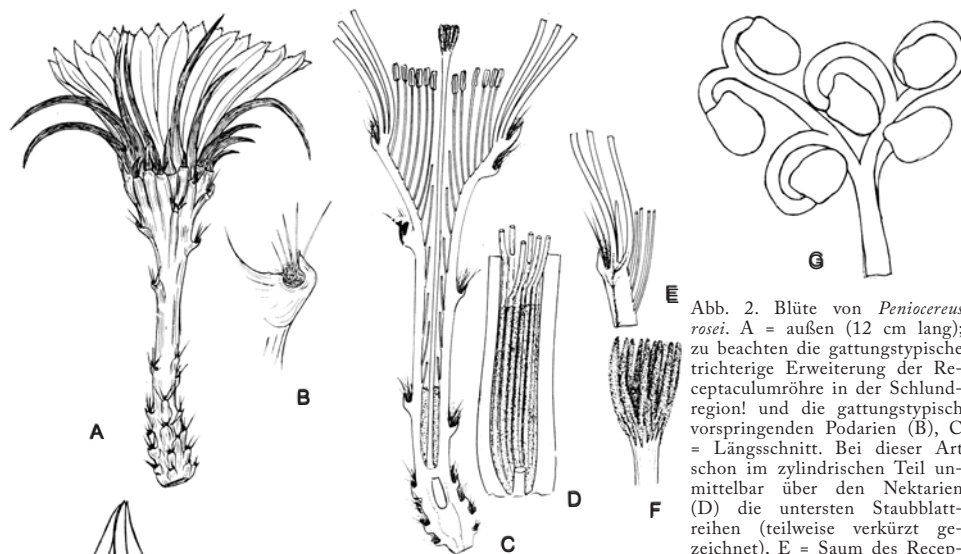 A
B
C
D
E
F
G
Abb. 2. Blüte von Peniocereus
rosei. A = außen (12 cm lang);
zu beachten die gattungstypische
trichterige Erweiterung der Re-
ceptaculumröhre in der Schlund-
region! und die gattungstypisch
vorspringenden Podarien (B), C
= Längsschnitt. Bei dieser Art
schon im zylindrischen Teil un-
mittelbar über den Nektarien
(D) die untersten Staubblatt-
reihen (teilweise verkürzt ge-
zeichnet), E = Saum des Recep-